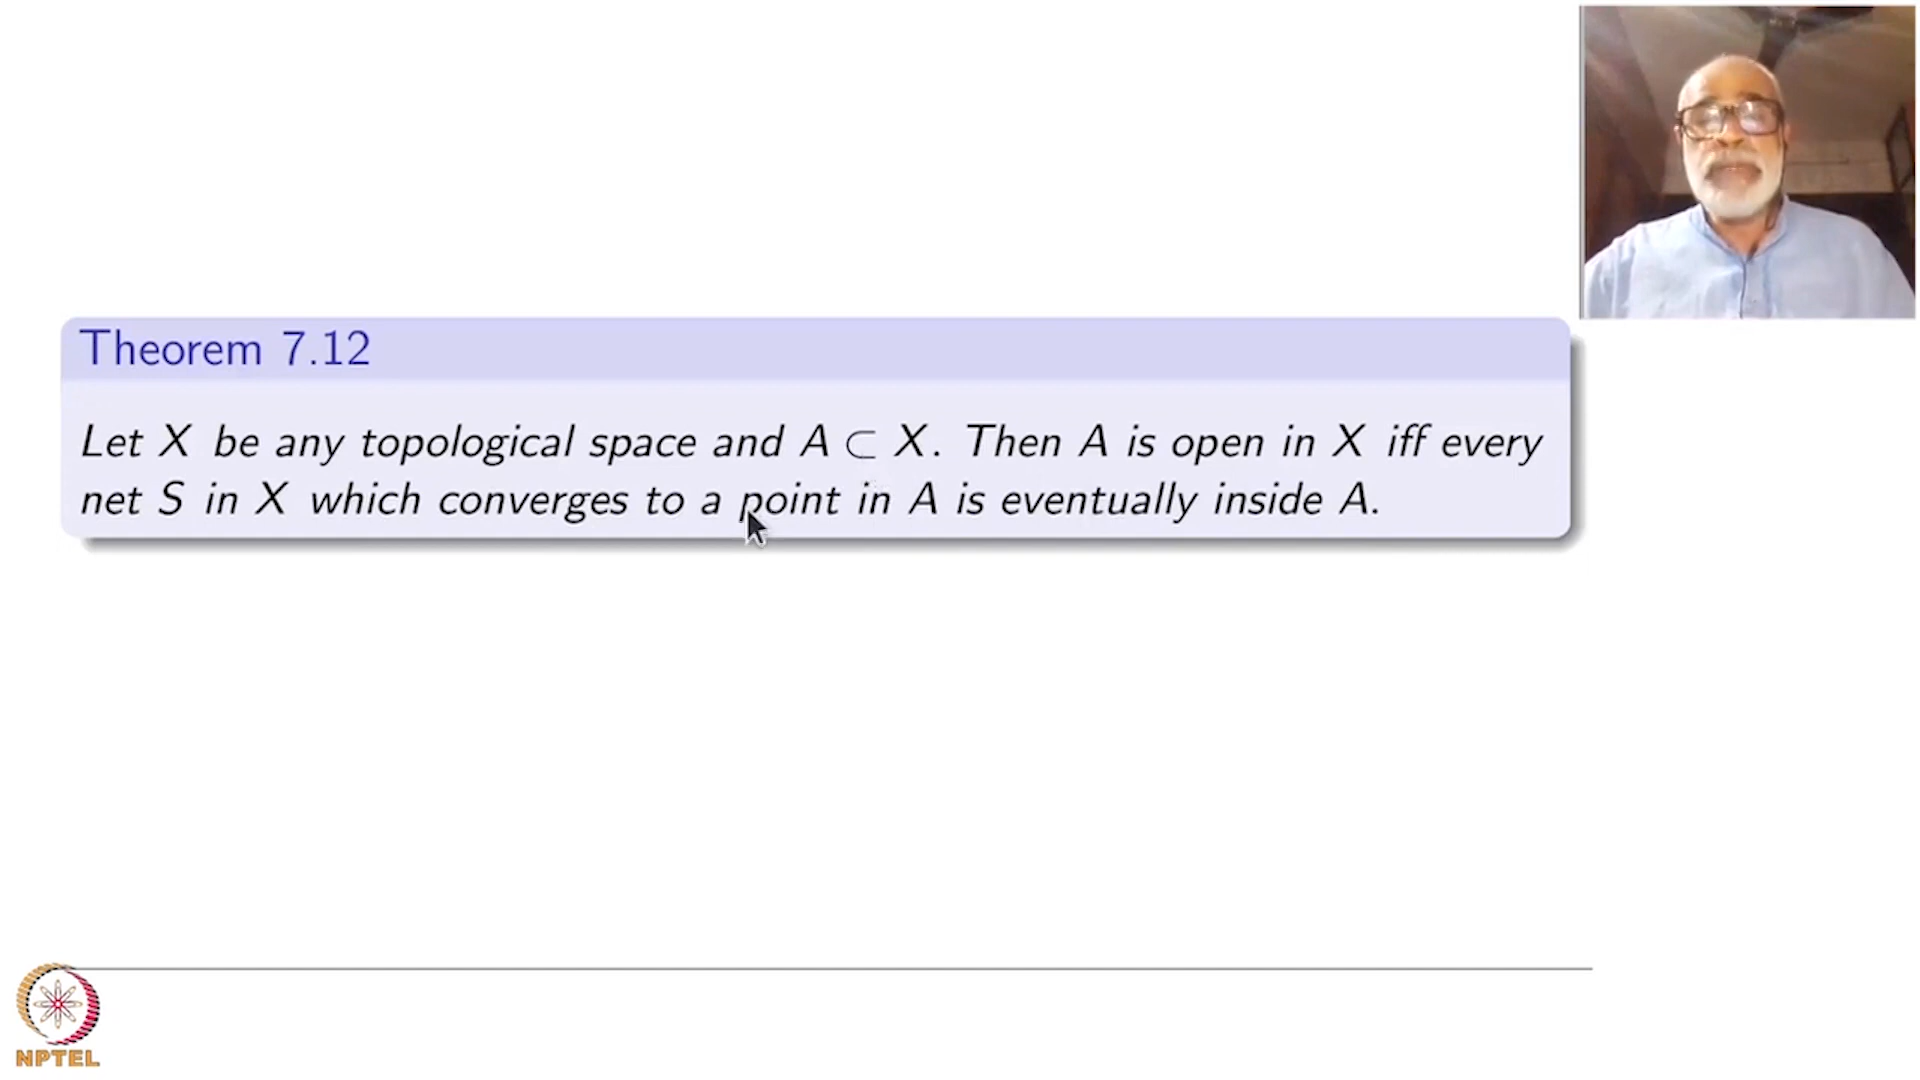 Theorem 7.12
Let X be any topological space and A ⊂ X. Then A is open in X iff every
net S in X which converges to a point in A is eventually inside A.
NPTEL